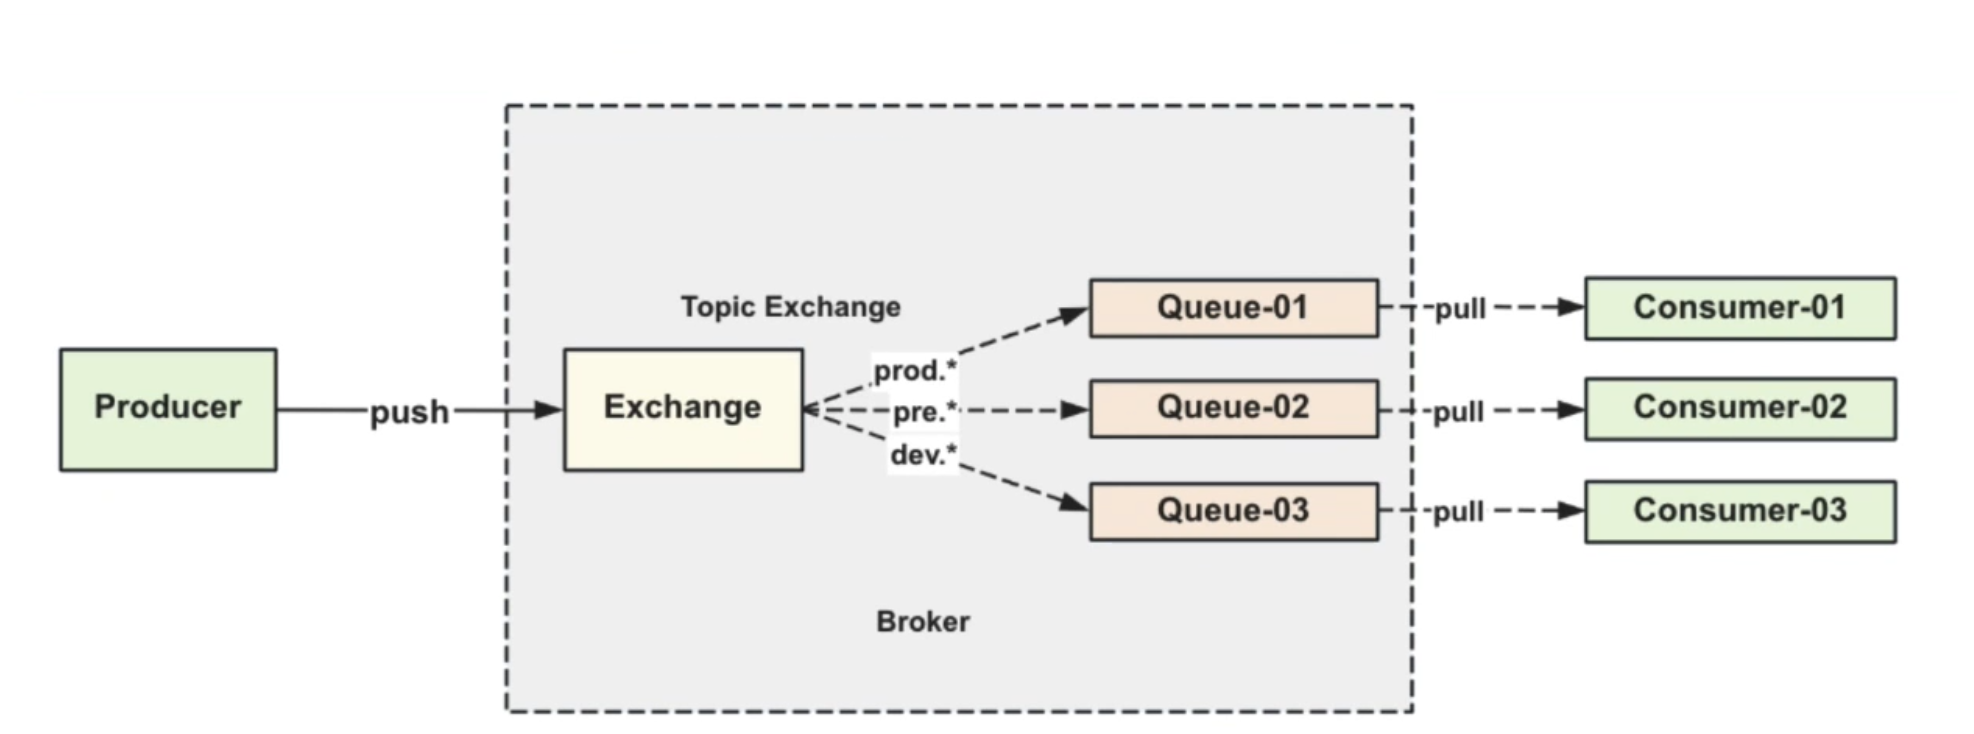 Topic Exchange
Producer
push
Exchange
prod.*
pre.*
dev.*
Queue-01
Queue-02
Queue-03
pull
pull
pull
Consumer-01
Consumer-02
Consumer-03
Broker